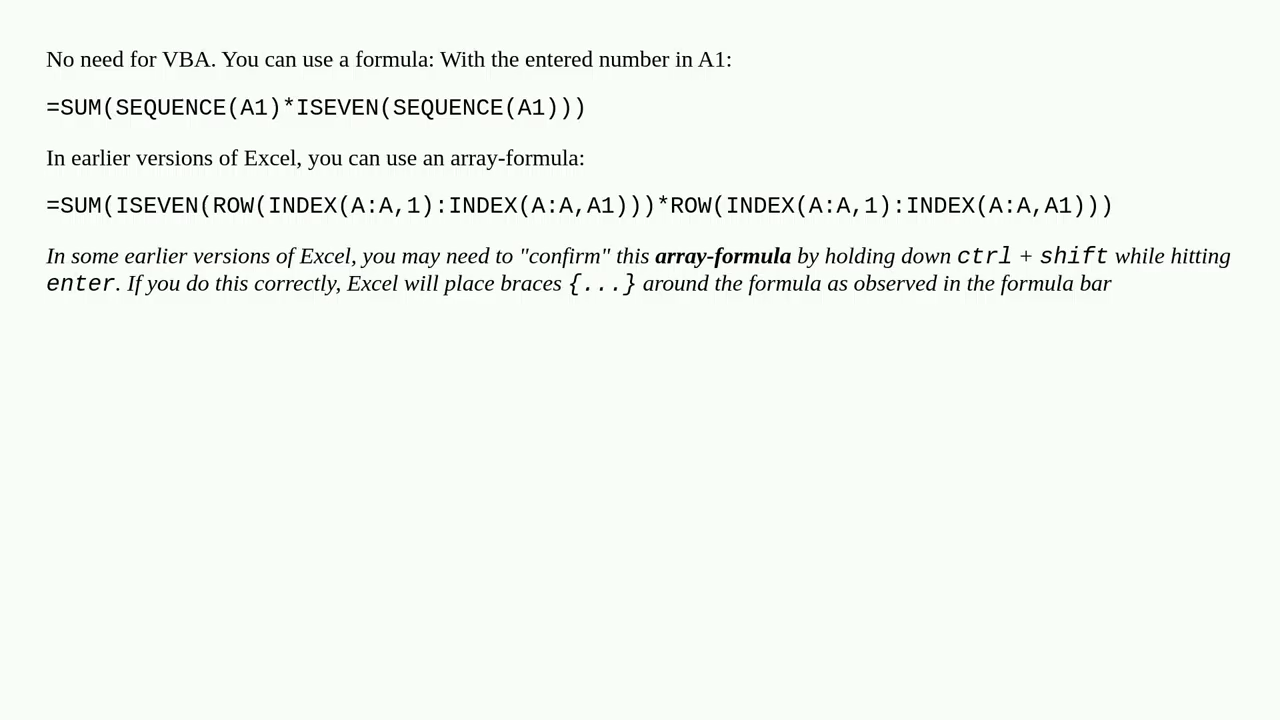 No need for VBA. You can use a formula: With the entered number in A1:
=SUM(SEQUENCE(A1)*ISEVEN(SEQUENCE(A1)))
In earlier versions of Excel, you can use an array-formula:
=SUM(ISEVEN(ROW(INDEX(A:A,1):INDEX(A:A,A1)))*ROW(INDEX(A:A,1):INDEX(A:A,A1)))
In some earlier versions of Excel, you may need to "confirm" this array-formula by holding down ctrl + shift while hitting
enter. If you do this correctly, Excel will place braces {...} around the formula as observed in the formula bar